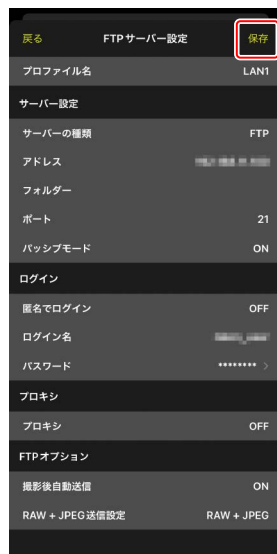 戻る FTPサーバー設定 保存
プロファイル名 LAN1
サーバー設定
サーバーの種類 FTP
アドレス
フォルダー
ポート 21
パッシブモード ON
ログイン
匿名でログイン OFF
ログイン名
パスワード ******** >
プロキシ
プロキシ OFF
FTPオプション
撮影後自動送信 ON
RAW + JPEG送信設定 RAW + JPEG